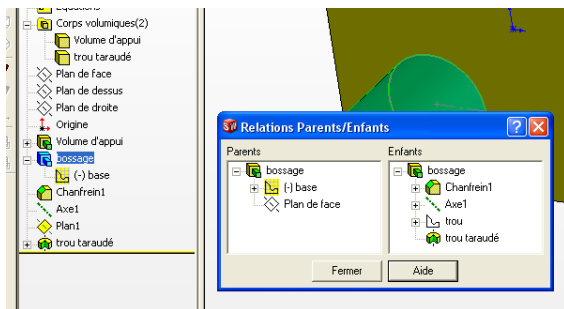 Equations
Corps volumiques(2)
Volume d'appui
trou taraudé
Plan de face
Plan de dessus
Plan de droite
Origine
Volume d'appui
bossage
(-) base
Chanfrein1
Axe1
Plan1
trou taraudé
Relations Parents/Enfants
Parents
bossage
(-) base
Plan de face
Enfants
bossage
Chanfrein1
Axe1
trou
trou taraudé
Fermer
Aide